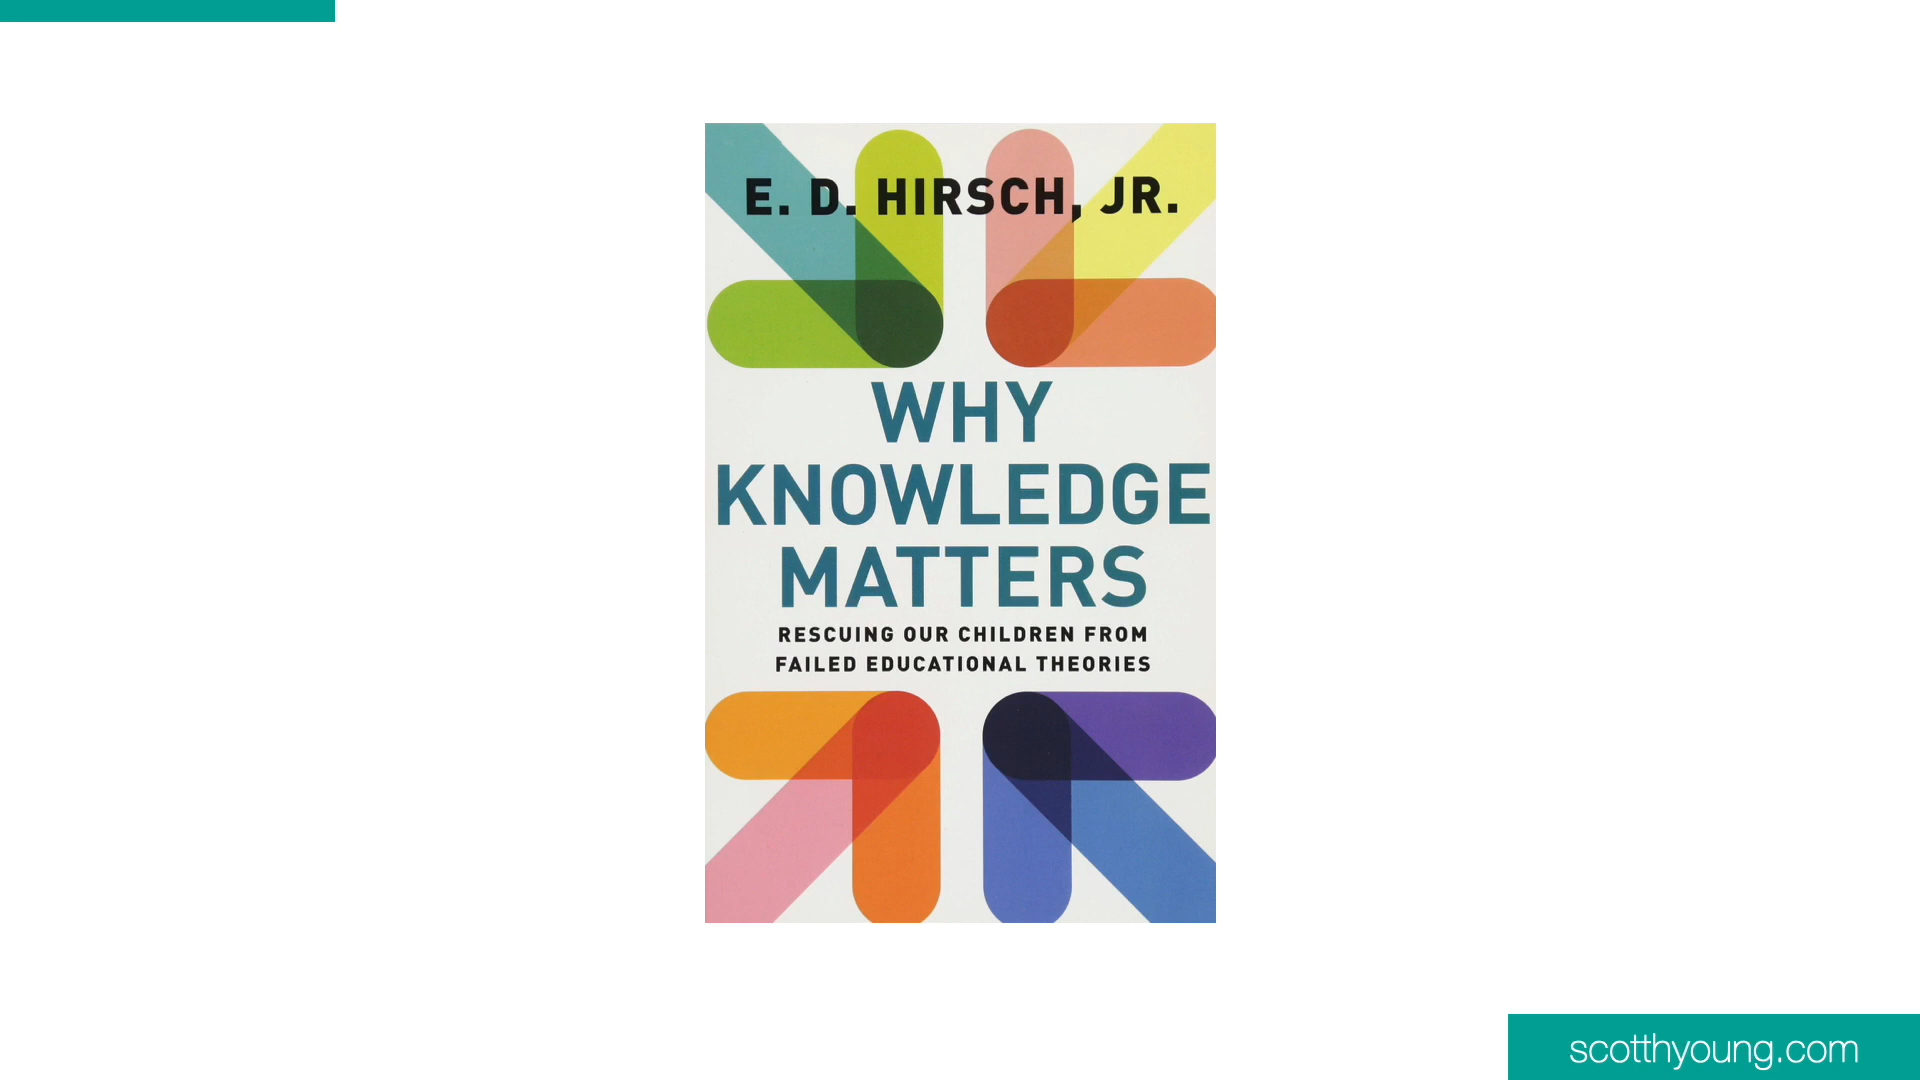 E. D. HIRSCH, JR.
WHY
KNOWLEDGE
MATTERS
RESCUING OUR CHILDREN FROM
FAILED EDUCATIONAL THEORIES
scotthyoung.com